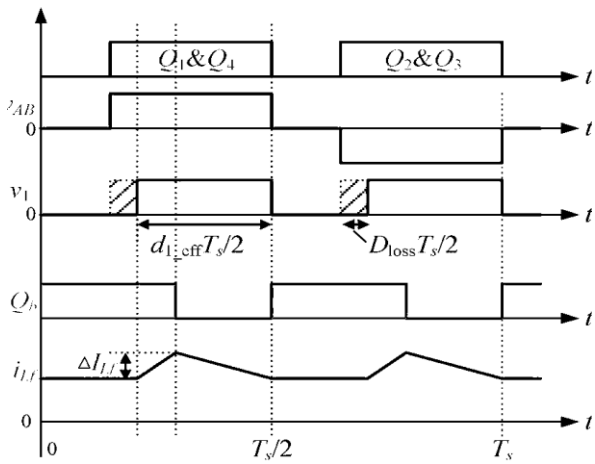 Q1&Q4
Q2&Q3
t
vAB
0
t
v1
0
t
d1_effTs/2
DlossTs/2
Qb
t
ΔILf
iLf
0
t
0
Ts/2
Ts